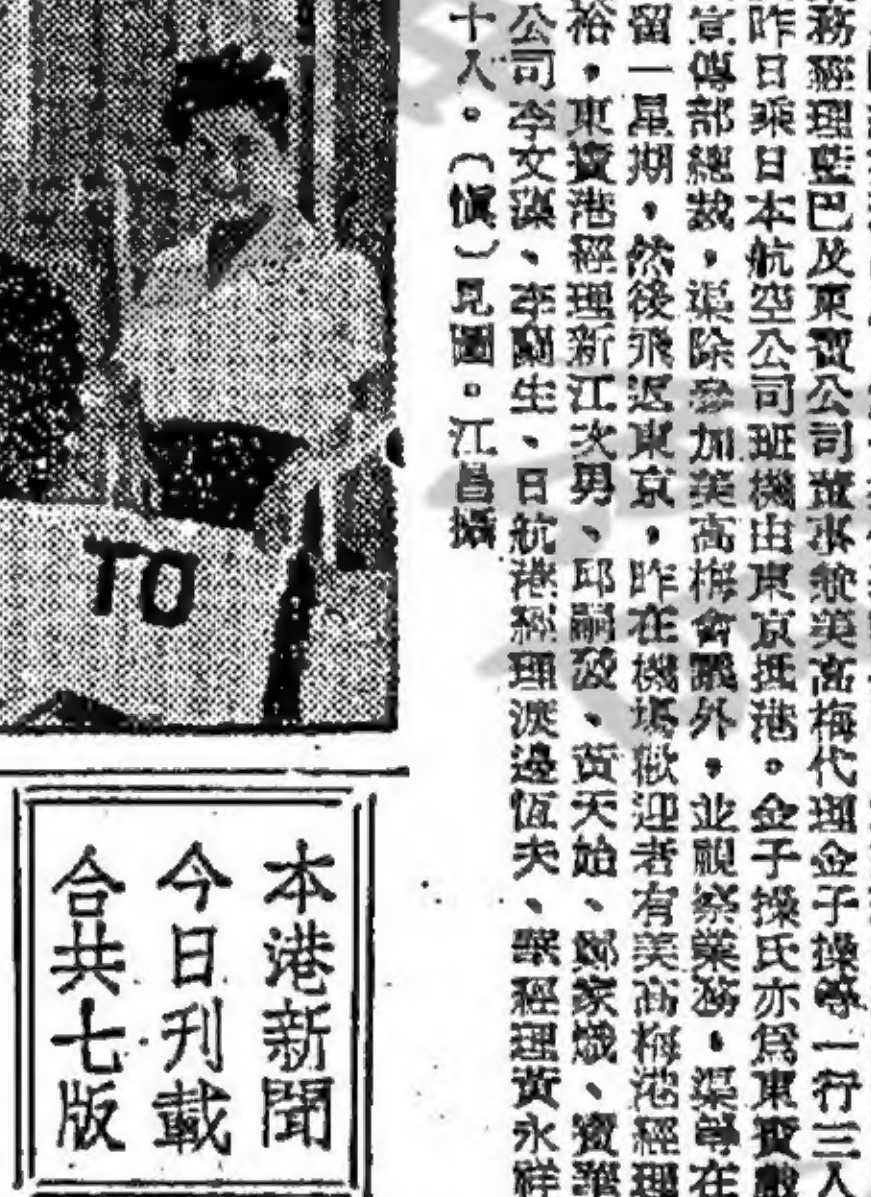 務經理藍巴及東寶公司董事兼美高梅代理金子操等一行三人
昨日乘日本航空公司班機由東京抵港。金子操氏亦爲東寶戲
宣傳部總裁,渠除參加美高梅會議外,並視察業務,渠等在
留一星期,然後飛返東京,昨在機塲歡迎者有美高梅港經理
裕,東寶港經理新江次男、邱嗣波、黃天始、鄭家熾、寶
公司李文 、李 生、日航港經理渡邊恆夫、 經理黃永祥
十人。(慎)見圖。江昌攝
TO
本港新聞
今日刊載
合共七版